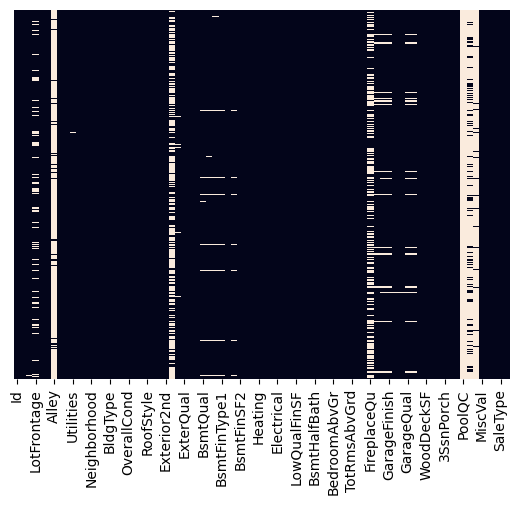 Id
LotFrontage
Alley
Utilities
Neighborhood
BldgType
OverallCond
RoofStyle
Exterior2nd
ExterQual
BsmtQual
BsmtFinType1
BsmtFinSF2
Heating
Electrical
LowQualFinSF
BsmtHalfBath
BedroomAbvGr
TotRmsAbvGrd
FireplaceQu
GarageFinish
GarageQual
WoodDeckSF
3SsnPorch
PoolQC
MiscVal
SaleType